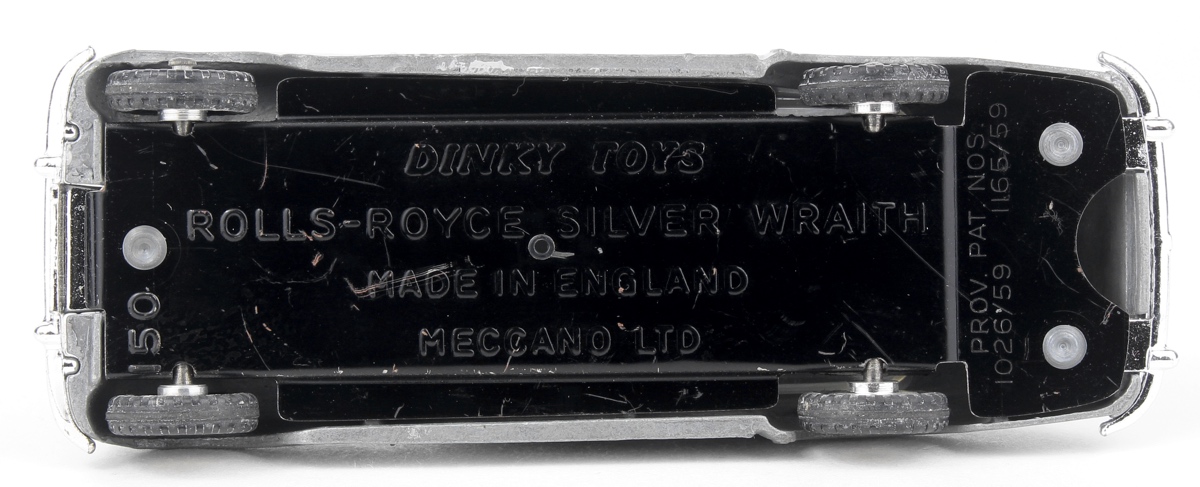 DINKY TOYS
ROLLS-ROYCE SILVER WRAITH
MADE IN ENGLAND
MECCANO LTD
150
PROV. PAT. NOS.
1026/59 1165/59